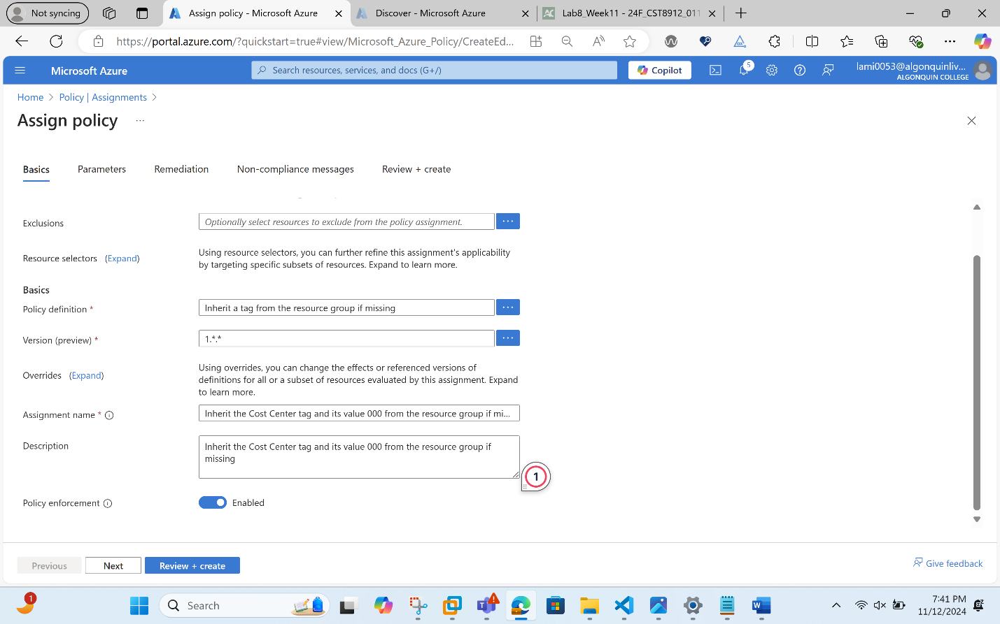 Not syncing
Assign policy - Microsoft Azure
Discover - Microsoft Azure
Lab8_Week11 - 24F_CST8912_011
https://portal.azure.com/?quickstart=true#view/Microsoft_Azure_Policy/CreateEd...
Microsoft Azure
Search resources, services, and docs (G+/)
Copilot
5
lami0053@algonquinliv...
ALGONQUIN COLLEGE
Home > Policy | Assignments >
Assign policy ...
Basics
Parameters
Remediation
Non-compliance messages
Review + create
Exclusions
Optionally select resources to exclude from the policy assignment.
Resource selectors (Expand)
Using resource selectors, you can further refine this assignment's applicability
by targeting specific subsets of resources. Expand to learn more.
Basics
Policy definition *
Inherit a tag from the resource group if missing
Version (preview) *
1.*.*
Overrides (Expand)
Using overrides, you can change the effects or referenced versions of
definitions for all or a subset of resources evaluated by this assignment. Expand
to learn more.
Assignment name *
Inherit the Cost Center tag and its value 000 from the resource group if mi...
Description
Inherit the Cost Center tag and its value 000 from the resource group if
missing
1
Policy enforcement
Enabled
Previous
Next
Review + create
Give feedback
1
Search
7:41 PM
11/12/2024